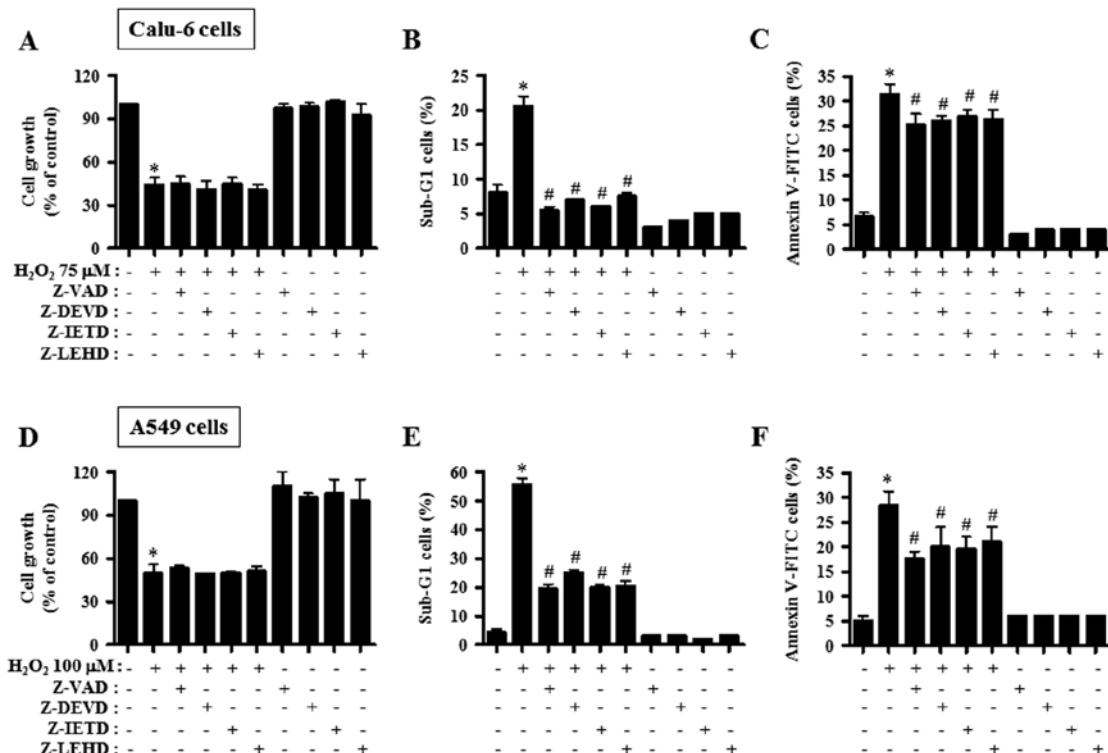 A
Calu-6 cells
Cell growth
(% of control)
120
90
60
30
0
*
H₂O₂ 75 μM : - + + + + + - - - -
Z-VAD : - - + - - - + - - -
Z-DEVD : - - - + - - - + - -
Z-IETD : - - - - + - - - + -
Z-LEHD : - - - - - + - - - +
B
Sub-G1 cells (%)
25
20
15
10
5
0
*
# # # #
- + + + + + - - - -
- - + - - - + - - -
- - - + - - - + - -
- - - - + - - - + -
- - - - - + - - - +
C
Annexin V-FITC cells (%)
35
30
25
20
15
10
5
0
*
# # # #
- + + + + + - - - -
- - + - - - + - - -
- - - + - - - + - -
- - - - + - - - + -
- - - - - + - - - +
D
A549 cells
Cell growth
(% of control)
120
90
60
30
0
*
H₂O₂ 100 μM : - + + + + + - - - -
Z-VAD : - - + - - - + - - -
Z-DEVD : - - - + - - - + - -
Z-IETD : - - - - + - - - + -
Z-LEHD : - - - - - + - - - +
E
Sub-G1 cells (%)
60
50
40
30
20
10
0
*
# # # #
- + + + + + - - - -
- - + - - - + - - -
- - - + - - - + - -
- - - - + - - - + -
- - - - - + - - - +
F
Annexin V-FITC cells (%)
35
30
25
20
15
10
5
0
*
# # # #
- + + + + + - - - -
- - + - - - + - - -
- - - + - - - + - -
- - - - + - - - + -
- - - - - + - - - +